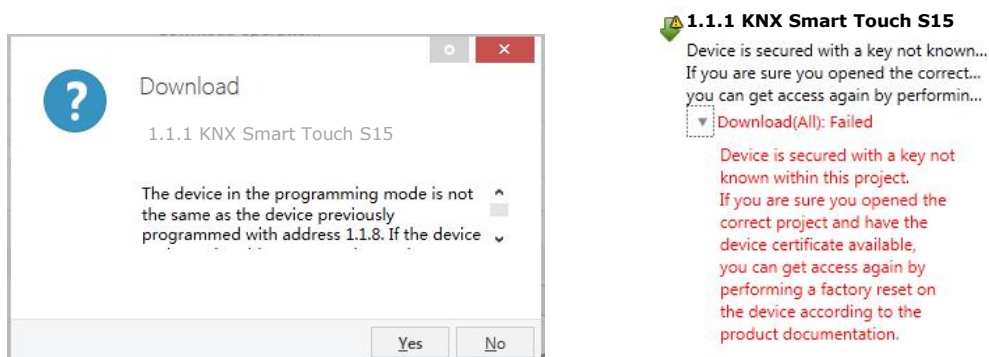 Download
1.1.1 KNX Smart Touch S15
The device in the programming mode is not
the same as the device previously
programmed with address 1.1.8. If the device
Yes
No
1.1.1 KNX Smart Touch S15
Device is secured with a key not known...
If you are sure you opened the correct...
you can get access again by performin...
Download(All): Failed
Device is secured with a key not
known within this project.
If you are sure you opened the
correct project and have the
device certificate available,
you can get access again by
performing a factory reset on
the device according to the
product documentation.